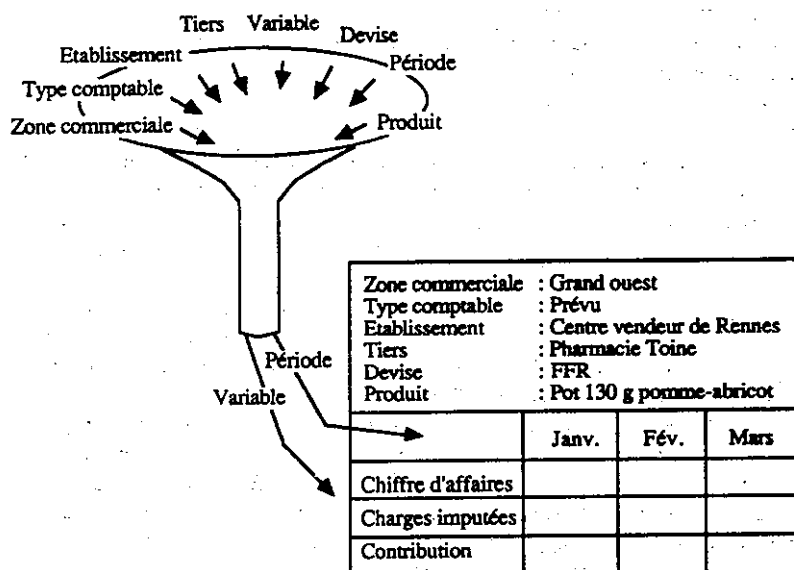 Tiers Variable Devise
Etablissement Période
Type comptable
Zone commerciale Produit
Zone commerciale : Grand ouest
Type comptable : Prévu
Etablissement : Centre vendeur de Rennes
Tiers : Pharmacie Toine
Devise : FFR
Produit : Pot 130 g pomme-abricot
Période
Variable
Janv. Fév. Mars
Chiffre d'affaires
Charges imputées
Contribution